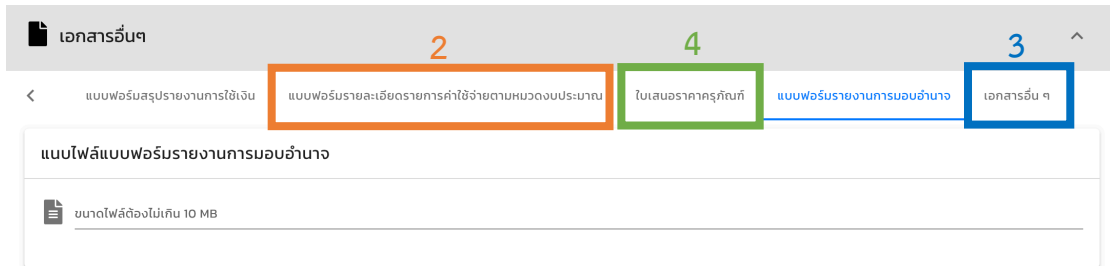 เอกสารอื่นๆ
2 4 3
แบบฟอร์มสรุปรายงานการใช้เงิน แบบฟอร์มรายละเอียดรายการค่าใช้จ่ายตามหมวดงบประมาณ ใบเสนอราคาครุภัณฑ์ แบบฟอร์มรายงานการมอบอำนาจ เอกสารอื่น ๆ
แนบไฟล์แบบฟอร์มรายงานการมอบอำนาจ
ขนาดไฟล์ต้องไม่เกิน 10 MB